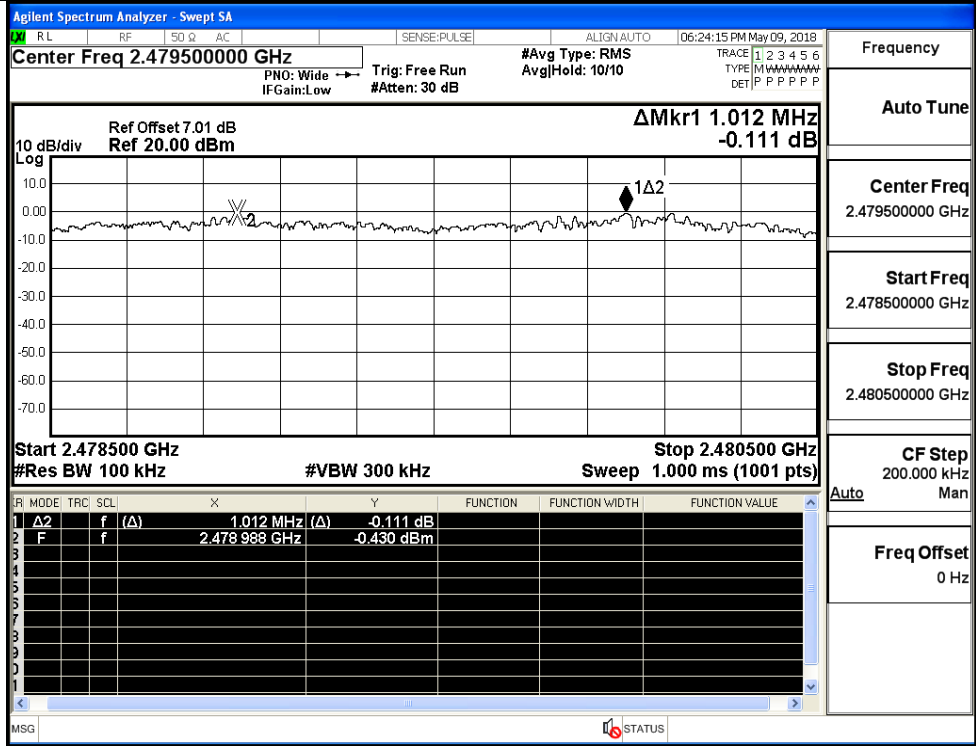 Agilent Spectrum Analyzer - Swept SA
LXI RL RF 50 Ω AC SENSE:PULSE ALIGN AUTO 06:24:15 PM May 09, 2018
Center Freq 2.479500000 GHz
PNO: Wide
IFGain:Low
Trig: Free Run
#Atten: 30 dB
#Avg Type: RMS
Avg|Hold: 10/10
TRACE 1 2 3 4 5 6
TYPE M W W W W W
DET P P P P P P
Ref Offset 7.01 dB
Ref 20.00 dBm
10 dB/div
Log
ΔMkr1 1.012 MHz
-0.111 dB
10.0
0.00
-10.0
-20.0
-30.0
-40.0
-50.0
-60.0
-70.0
2
1Δ2
Start 2.478500 GHz Stop 2.480500 GHz
#Res BW 100 kHz #VBW 300 kHz Sweep 1.000 ms (1001 pts)
MODE TRC SCL X Y FUNCTION FUNCTION WIDTH FUNCTION VALUE
1 Δ2 f (Δ) 1.012 MHz (Δ) -0.111 dB
2 F f 2.478 988 GHz -0.430 dBm
3
4
5
6
7
8
9
0
1
MSG STATUS
Frequency
Auto Tune
Center Freq
2.479500000 GHz
Start Freq
2.478500000 GHz
Stop Freq
2.480500000 GHz
CF Step
200.000 kHz
Auto Man
Freq Offset
0 Hz